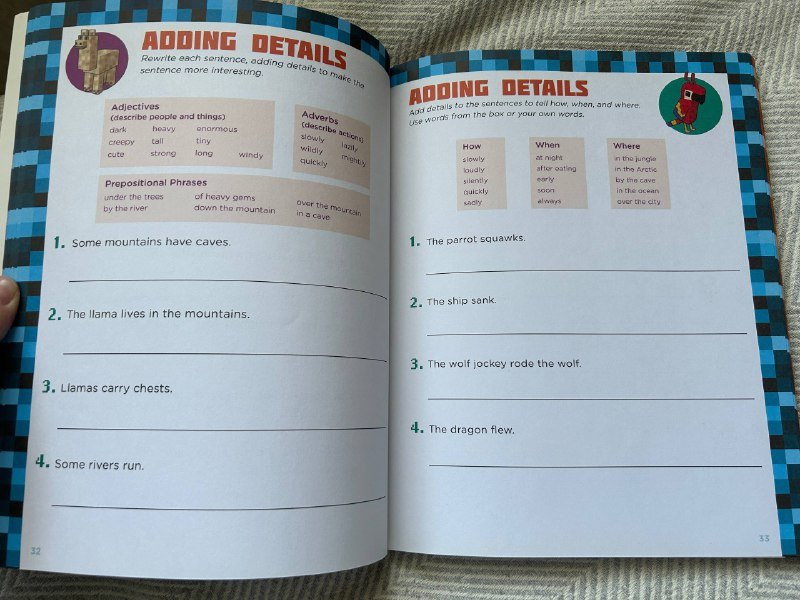 ADDING DETAILS
Rewrite each sentence, adding details to make the
sentence more interesting.
Adjectives
(describe people and things)
dark heavy enormous
creepy tall tiny
cute strong long windy
Adverbs
(describe actions)
slowly lazily
wildly mightily
quickly
Prepositional Phrases
under the trees of heavy gems over the mountain
by the river down the mountain in a cave
1. Some mountains have caves.
2. The llama lives in the mountains.
3. Llamas carry chests.
4. Some rivers run.
32
ADDING DETAILS
Add details to the sentences to tell how, when, and where.
Use words from the box or your own words.
How
slowly
loudly
silently
quickly
sadly
When
at night
after eating
early
soon
always
Where
in the jungle
in the Arctic
by the cave
in the ocean
over the city
1. The parrot squawks.
2. The ship sank.
3. The wolf jockey rode the wolf.
4. The dragon flew.
33